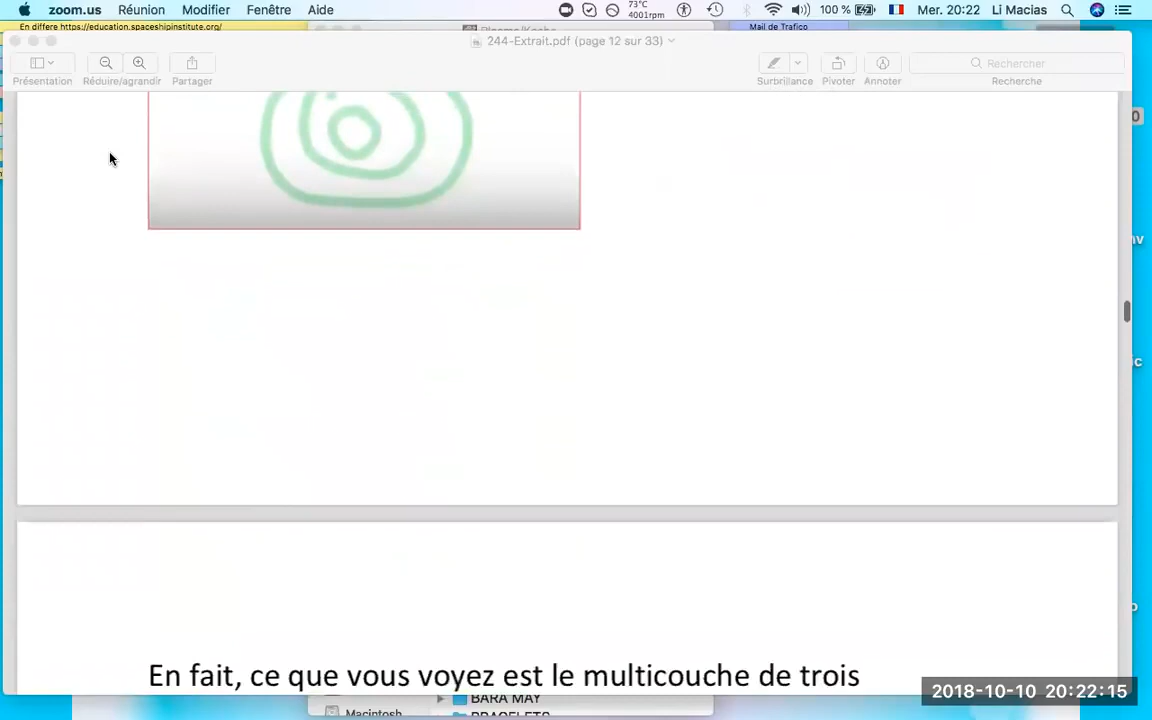 zoom.us Réunion Modifier Fenêtre Aide 73°C 4001rpm 100 % Mer. 20:22 Li Macias
En differe https://education.spaceshipinstitute.org/
Mail de Trafico
244-Extrait.pdf (page 12 sur 33)
Rechercher
Présentation Réduire/agrandir Partager Surbrillance Pivoter Annoter Recherche
En fait, ce que vous voyez est le multicouche de trois
BARA MAY
Macintosh
BRACELETS
2018-10-10 20:22:15